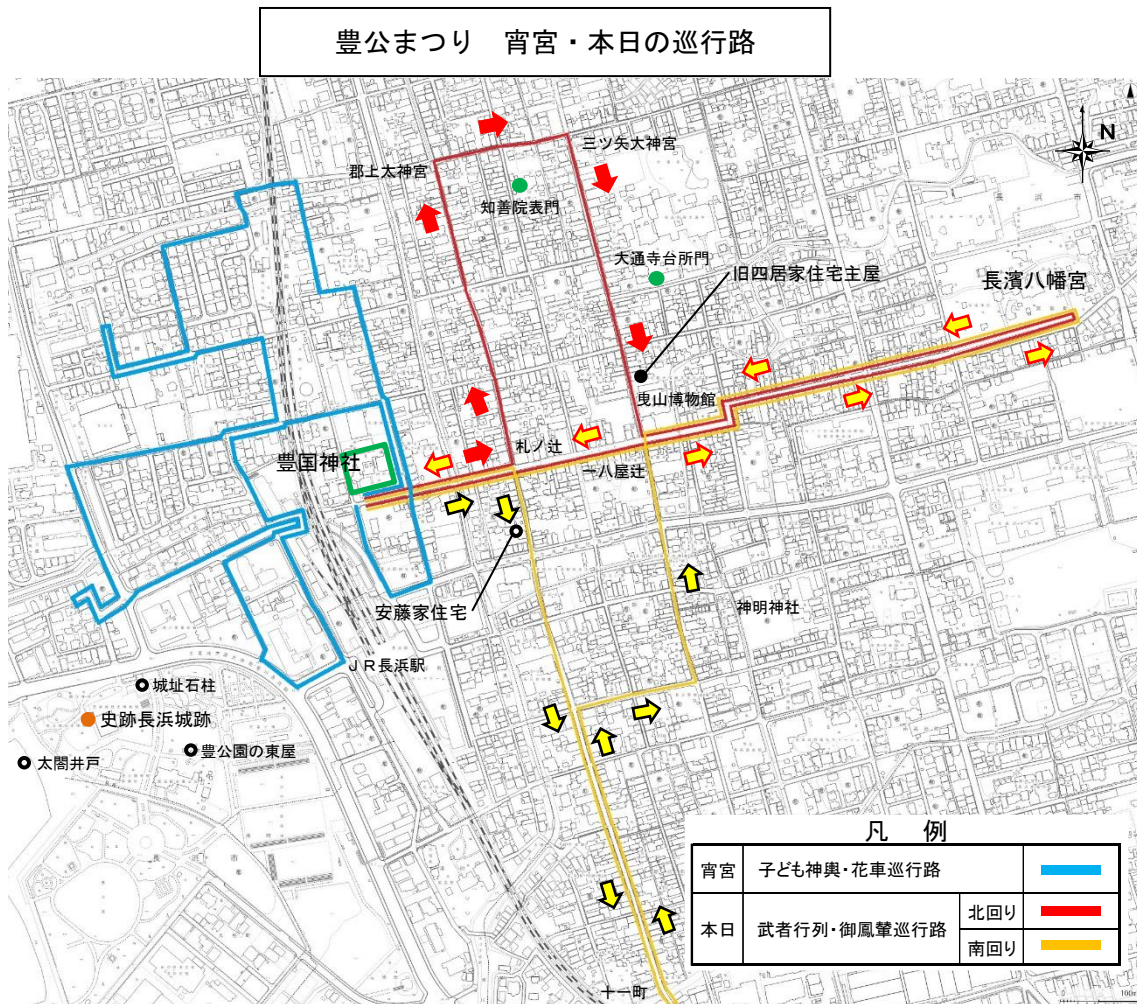 豊公まつり 宵宮・本日の巡行路
N
三ツ矢大神宮
郡上太神宮
知善院表門
長浜市
大通寺台所門
旧四居家住宅主屋
長濱八幡宮
曳山博物館
札ノ辻
豊国神社
一八屋辻
安藤家住宅
神明神社
JR長浜駅
城址石柱
史跡長浜城跡
豊公園の東屋
太閤井戸
十一町
凡 例
宵宮 子ども神輿・花車巡行路
本日 武者行列・御鳳輦巡行路 北回り
南回り
100m